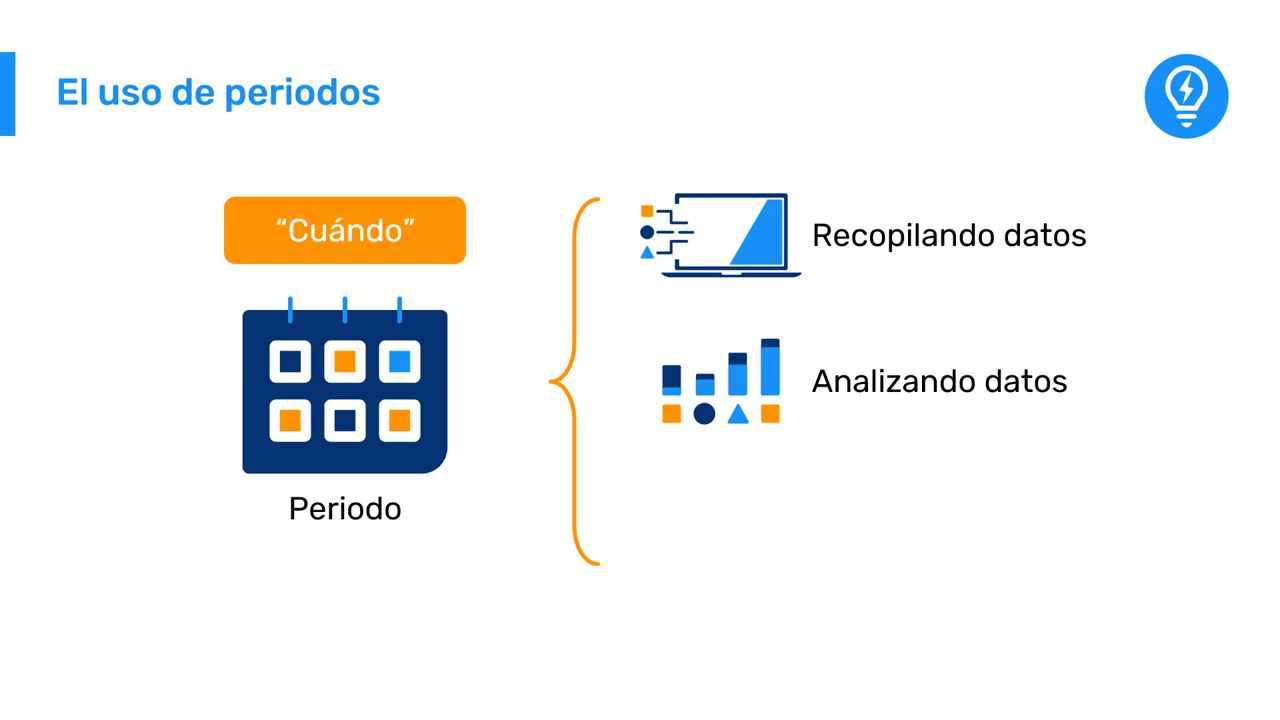 El uso de periodos
“Cuándo”
Periodo
Recopilando datos
Analizando datos